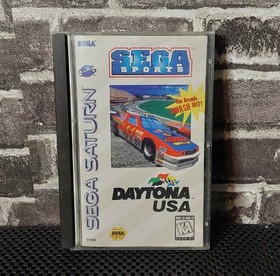 SEGA
SEGA
SPORTS
The Arcade
SMASH HIT!
SEGA SATURN
DAYTONA
USA
SEGA